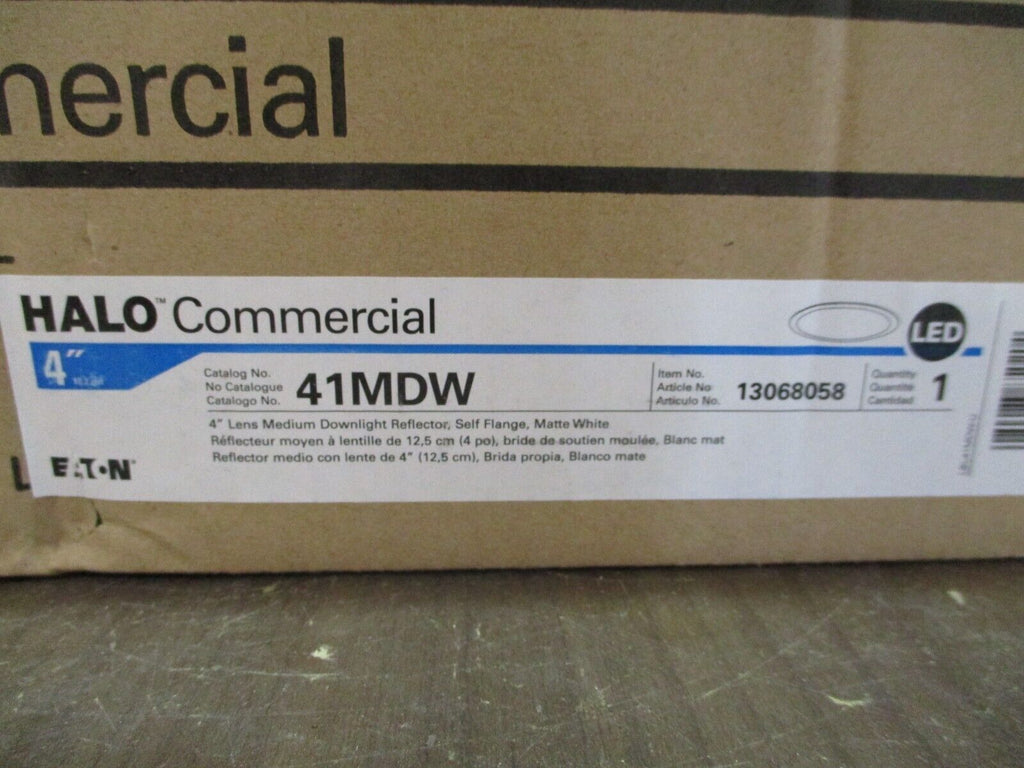 mercial
HALO™ Commercial
LED
4"
Catalog No.
No Catalogue
Catalogo No.
41MDW
Item No.
Article No
Articulo No.
13068058
Quantity
Quantité
Cantidad
1
4" Lens Medium Downlight Reflector, Self Flange, Matte White
Réflecteur moyen à lentille de 12,5 cm (4 po), bride de soutien moulée, Blanc mat
Reflector medio con lente de 4" (12,5 cm), Brida propia, Blanco mate
EATON